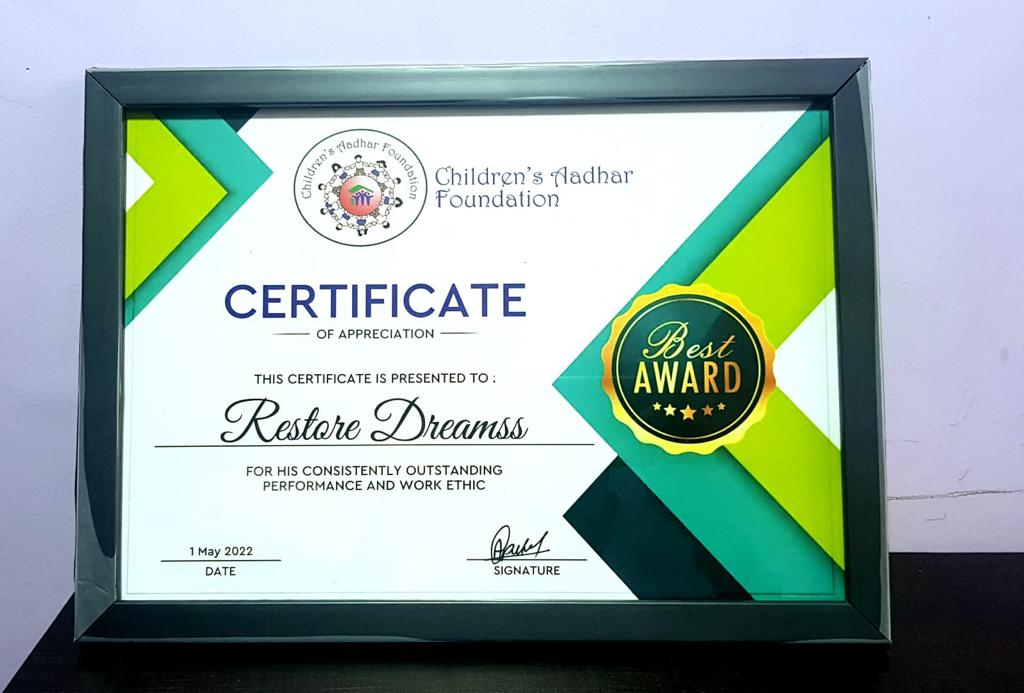 Children's Aadhar Foundation
Children's Aadhar
Foundation
CERTIFICATE
OF APPRECIATION
THIS CERTIFICATE IS PRESENTED TO :
Restore Dreamss
FOR HIS CONSISTENTLY OUTSTANDING
PERFORMANCE AND WORK ETHIC
Best
AWARD
1 May 2022
DATE
SIGNATURE